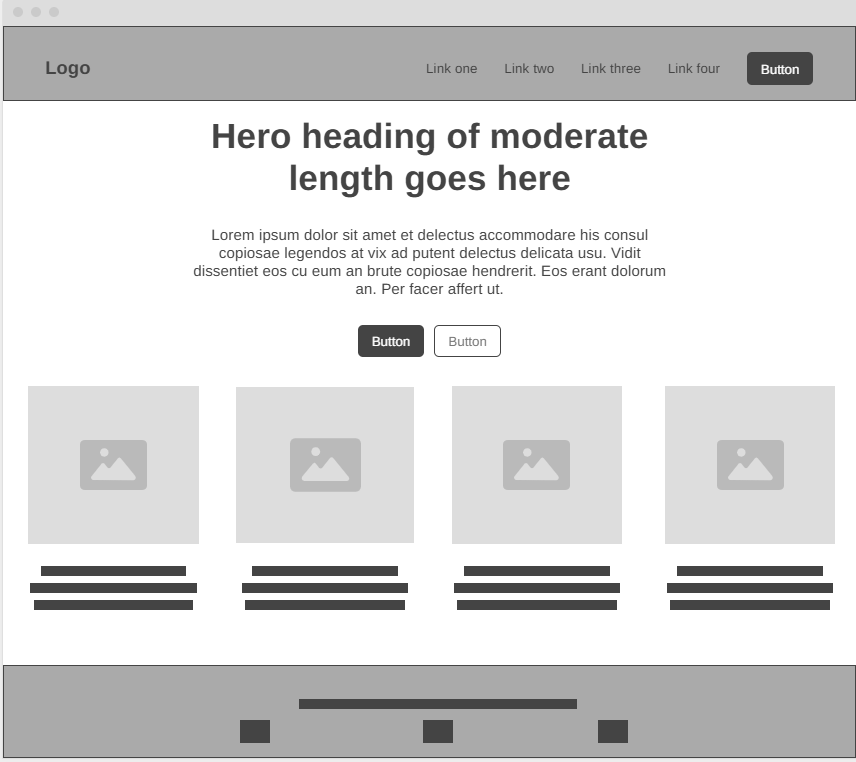 Logo
Link one Link two Link three Link four Button
Hero heading of moderate
length goes here
Lorem ipsum dolor sit amet et delectus accommodare his consul
copiosae legendos at vix ad putent delectus delicata usu. Vidit
dissentiet eos cu eum an brute copiosae hendrerit. Eos erant dolorum
an. Per facer affert ut.
Button Button